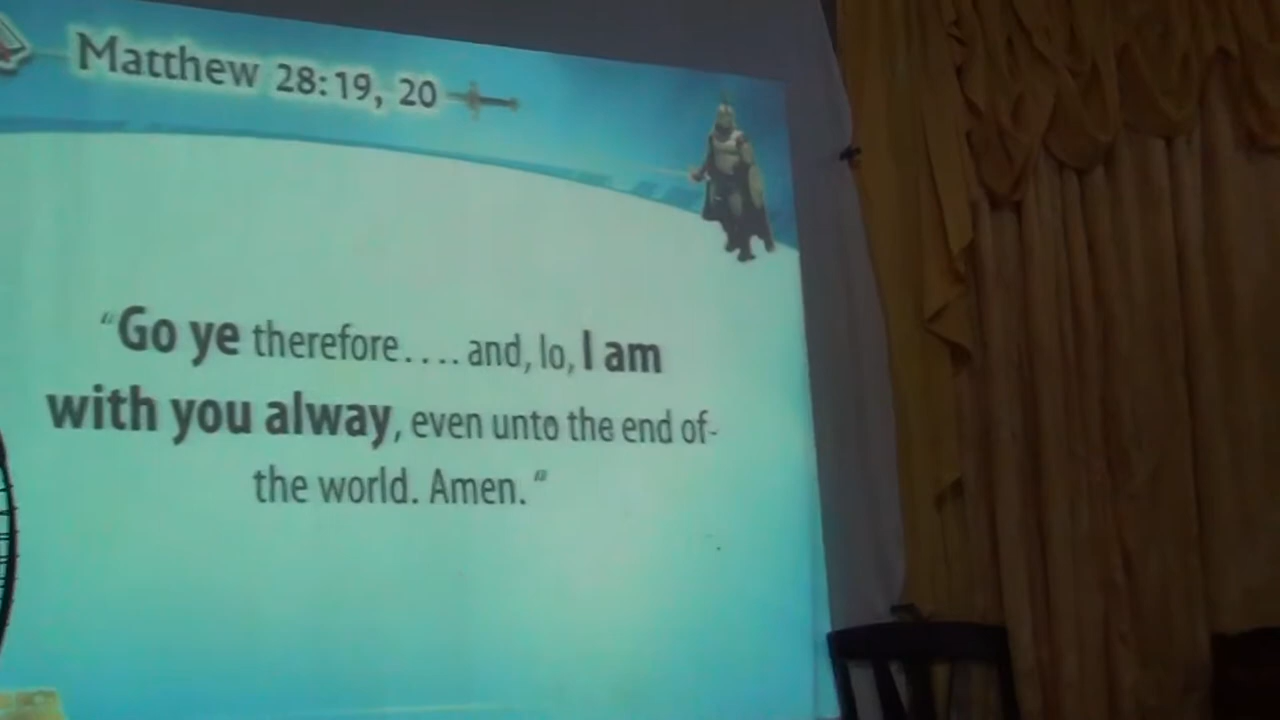 Matthew 28:19, 20
“Go ye therefore.... and, lo, I am
with you alway, even unto the end of-
the world. Amen. “